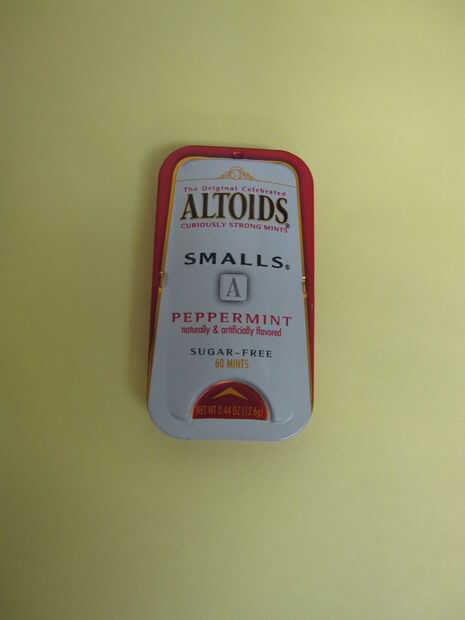 The Original Celebrated
ALTOIDS®
CURIOUSLY STRONG MINTS
SMALLS®
A
PEPPERMINT
naturally & artificially flavored
SUGAR-FREE
60 MINTS
NET WT 0.44 OZ (12.6g)